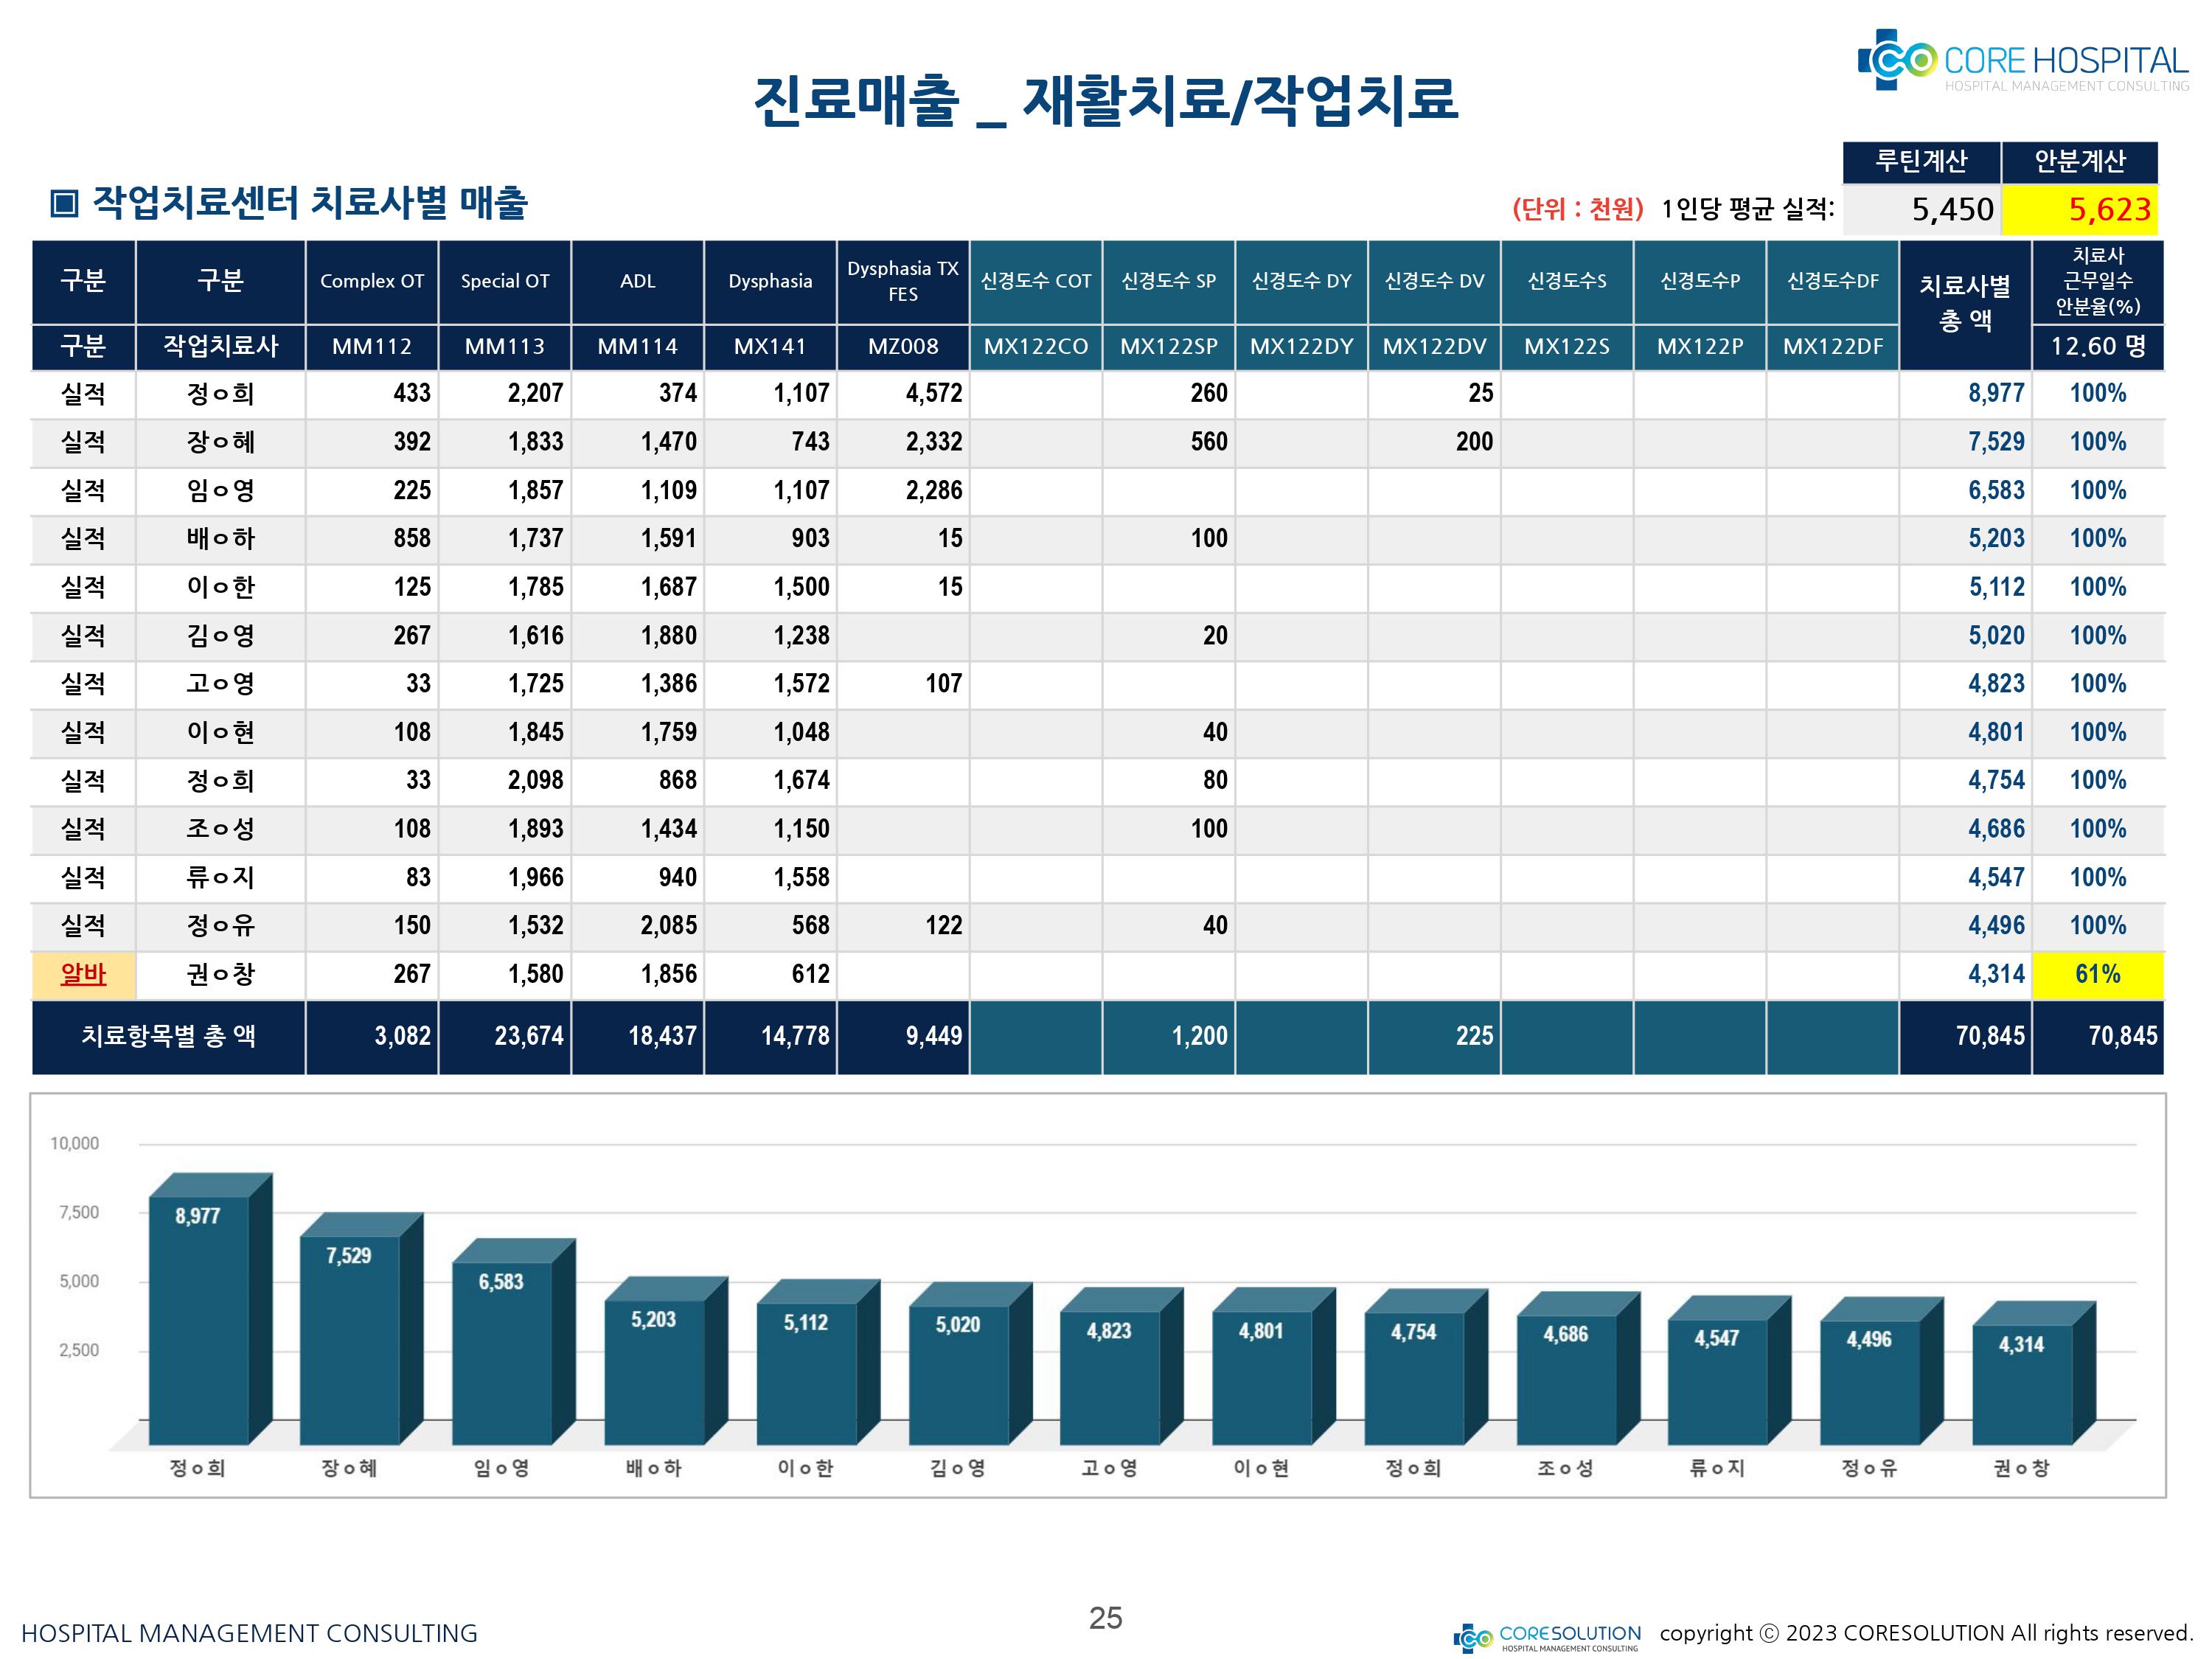 CO CORE HOSPITAL
HOSPITAL MANAGEMENT CONSULTING
진료매출 _ 재활치료/작업치료
루틴계산 안분계산
▣ 작업치료센터 치료사별 매출 (단위 : 천원) 1인당 평균 실적: 5,450 5,623
구분 구분 Complex OT Special OT ADL Dysphasia Dysphasia TX FES 신경도수 COT 신경도수 SP 신경도수 DY 신경도수 DV 신경도수S 신경도수P 신경도수DF 치료사별 총 액 치료사 근무일수 안분율(%)
구분 작업치료사 MM112 MM113 MM114 MX141 MZ008 MX122CO MX122SP MX122DY MX122DV MX122S MX122P MX122DF 12.60 명
실적 정ㅇ희 433 2,207 374 1,107 4,572 260 25 8,977 100%
실적 장ㅇ혜 392 1,833 1,470 743 2,332 560 200 7,529 100%
실적 임ㅇ영 225 1,857 1,109 1,107 2,286 6,583 100%
실적 배ㅇ하 858 1,737 1,591 903 15 100 5,203 100%
실적 이ㅇ한 125 1,785 1,687 1,500 15 5,112 100%
실적 김ㅇ영 267 1,616 1,880 1,238 20 5,020 100%
실적 고ㅇ영 33 1,725 1,386 1,572 107 4,823 100%
실적 이ㅇ현 108 1,845 1,759 1,048 40 4,801 100%
실적 정ㅇ희 33 2,098 868 1,674 80 4,754 100%
실적 조ㅇ성 108 1,893 1,434 1,150 100 4,686 100%
실적 류ㅇ지 83 1,966 940 1,558 4,547 100%
실적 정ㅇ유 150 1,532 2,085 568 122 40 4,496 100%
알바 권ㅇ창 267 1,580 1,856 612 4,314 61%
치료항목별 총 액 3,082 23,674 18,437 14,778 9,449 1,200 225 70,845 70,845
10,000
7,500
5,000
2,500
8,977 7,529 6,583 5,203 5,112 5,020 4,823 4,801 4,754 4,686 4,547 4,496 4,314
정ㅇ희 장ㅇ혜 임ㅇ영 배ㅇ하 이ㅇ한 김ㅇ영 고ㅇ영 이ㅇ현 정ㅇ희 조ㅇ성 류ㅇ지 정ㅇ유 권ㅇ창
HOSPITAL MANAGEMENT CONSULTING
25
CO CORESOLUTION
HOSPITAL MANAGEMENT CONSULTING
copyright ⓒ 2023 CORESOLUTION All rights reserved.